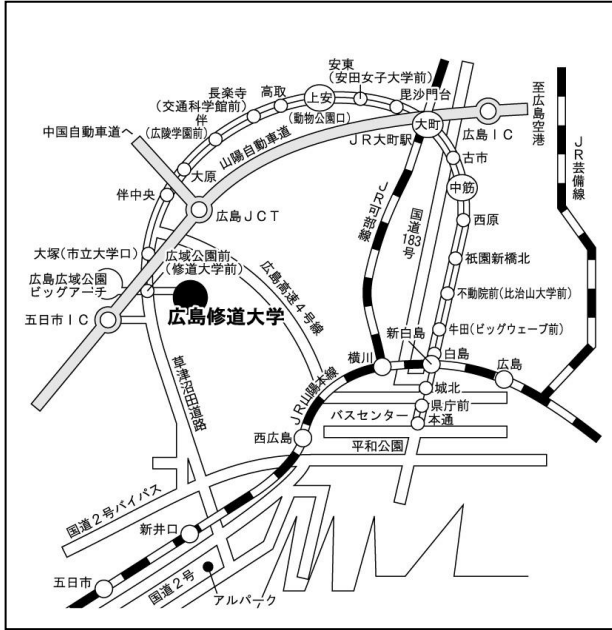 安東
(安田女子大学前)
毘沙門台
上安
(動物公園口)
高取
長楽寺
(交通科学館前)
伴
(広陵学園前)
中国自動車道へ
山陽自動車道
大町
JR大町駅
広島IC
至広島空港
JR芸備線
古市
中筋
大原
伴中央
広島JCT
JR可部線
国道183号
西原
大塚(市立大学口)
広域公園前
(修道大学前)
広島広域公園
ビッグアーチ
広島修道大学
五日市IC
広島高速4号線
祇園新橋北
不動院前(比治山大学前)
牛田(ビッグウェーブ前)
新白島
白島
横川
広島
草津沼田道路
JR山陽本線
城北
県庁前
バスセンター
本通
西広島
平和公園
国道2号バイパス
新井口
五日市
国道2号
アルパーク